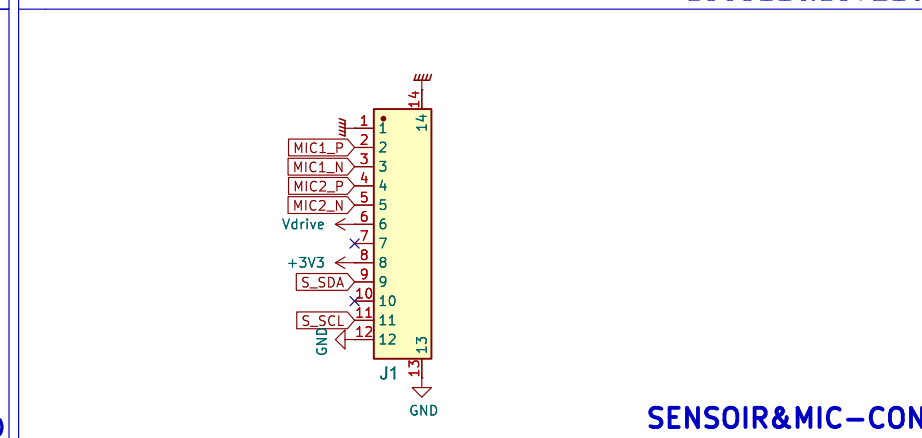 14
14
1 1
MIC1_P 2 2
MIC1_N 3 3
MIC2_P 4 4
MIC2_N 5 5
Vdrive 6 6
7 7
+3V3 8 8
S_SDA 9 9
10 10
S_SCL 11 11
GND 12 12
13
13
J1
GND
SENSOIR&MIC-CON